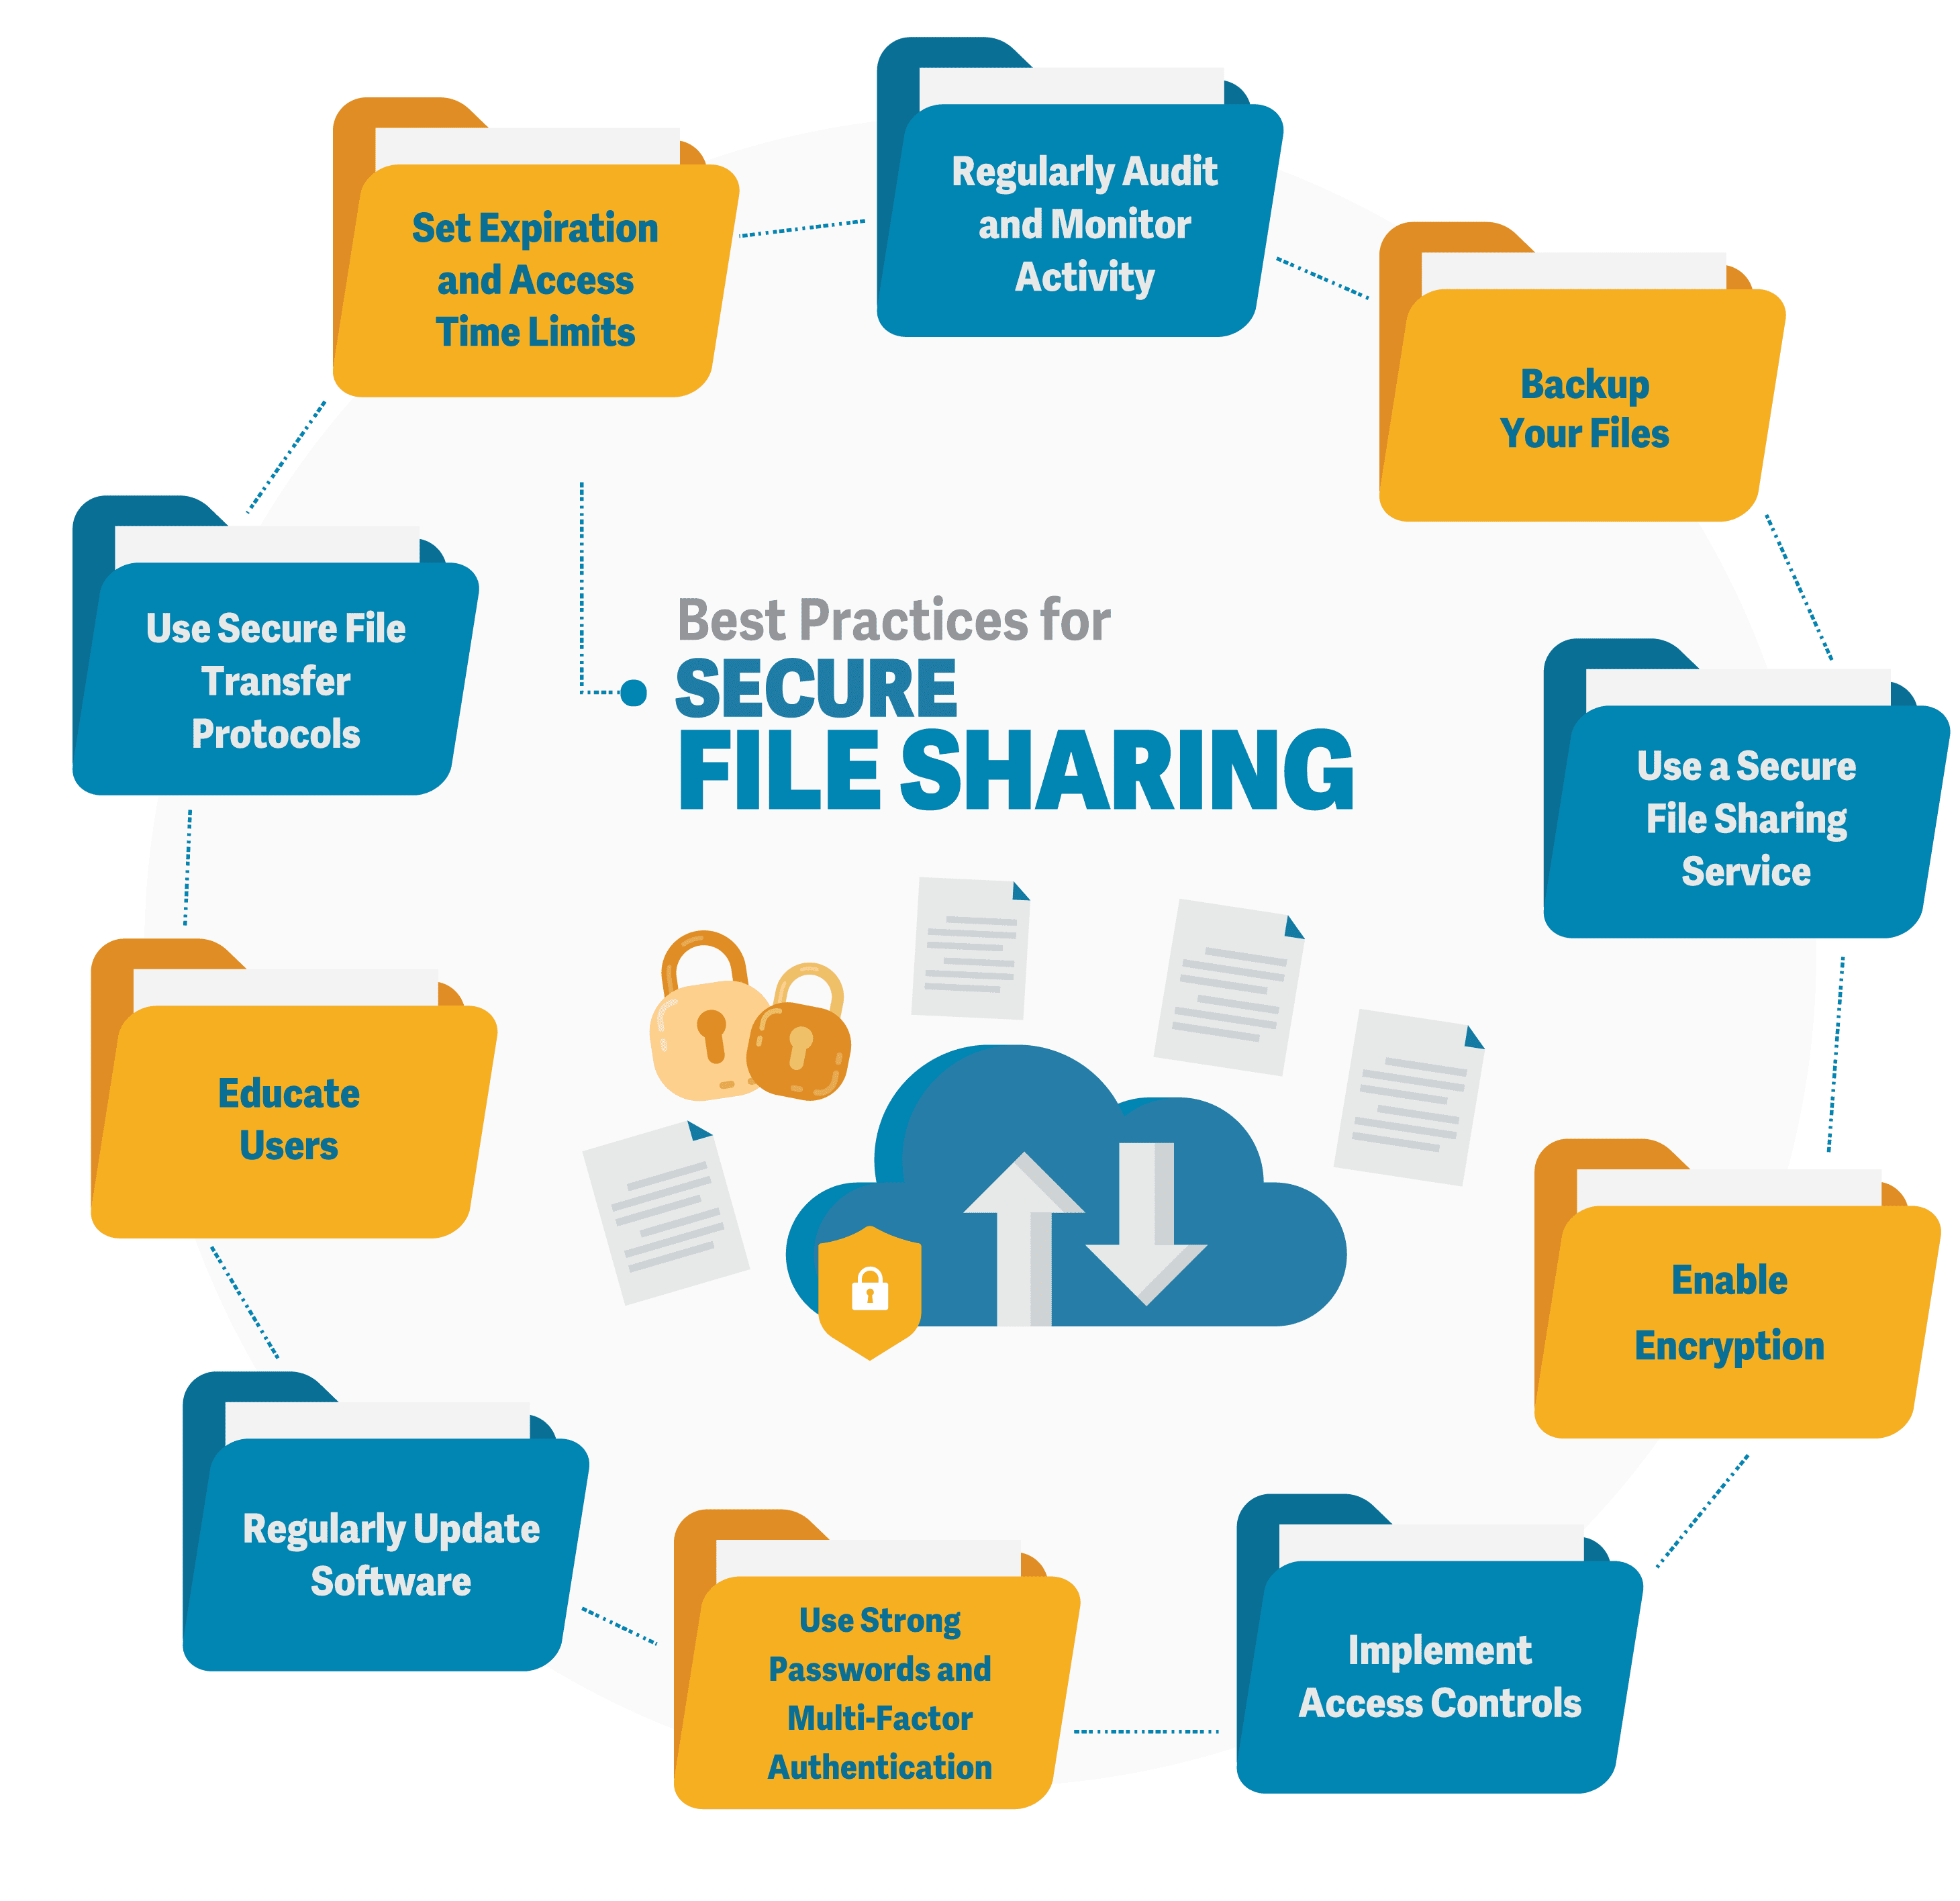 Regularly Audit
and Monitor
Activity
Set Expiration
and Access
Time Limits
Backup
Your Files
Use Secure File
Transfer
Protocols
Best Practices for
SECURE
FILE SHARING
Use a Secure
File Sharing
Service
Educate
Users
Enable
Encryption
Regularly Update
Software
Use Strong
Passwords and
Multi-Factor
Authentication
Implement
Access Controls